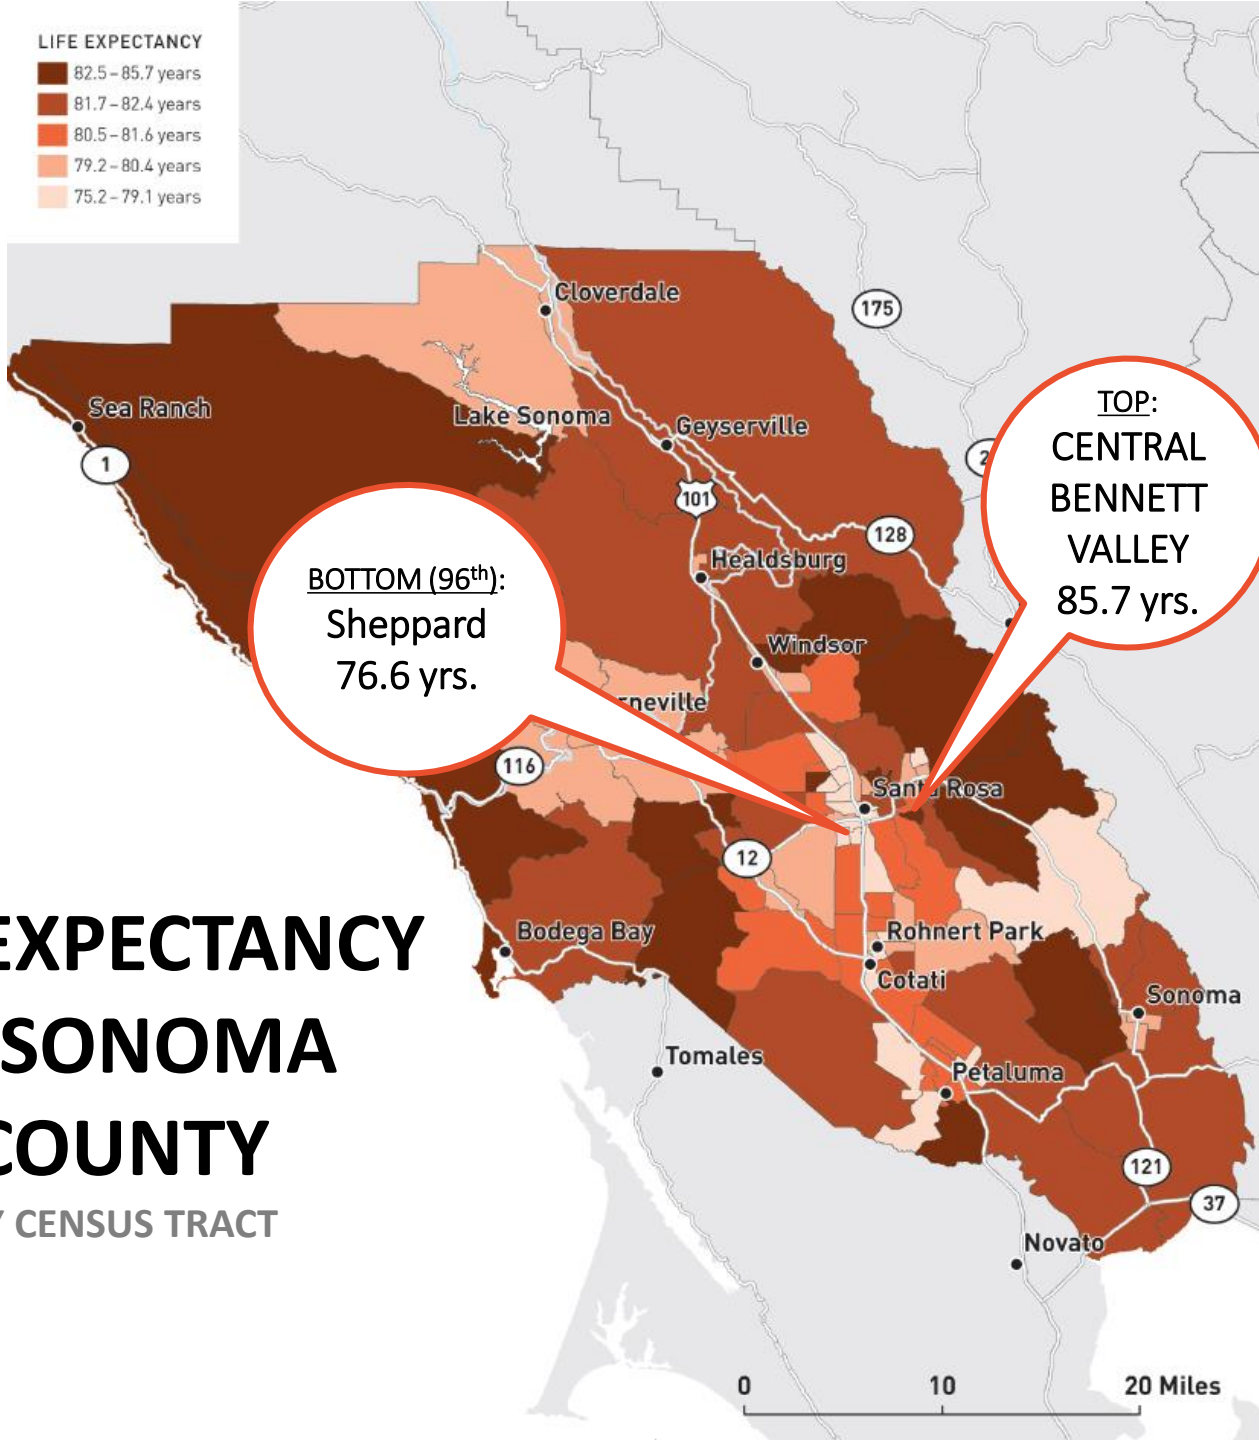 LIFE EXPECTANCY
82.5–85.7 years
81.7–82.4 years
80.5–81.6 years
79.2–80.4 years
75.2–79.1 years
Cloverdale
175
Sea Ranch
Lake Sonoma
Geyserville
1
101
2
128
TOP:
CENTRAL
BENNETT
VALLEY
85.7 yrs.
Healdsburg
BOTTOM (96th):
Sheppard
76.6 yrs.
Windsor
rneville
116
Santa Rosa
12
EXPECTANCY
SONOMA
COUNTY
Y CENSUS TRACT
Bodega Bay
Rohnert Park
Cotati
Sonoma
Tomales
Petaluma
121
37
Novato
0 10 20 Miles